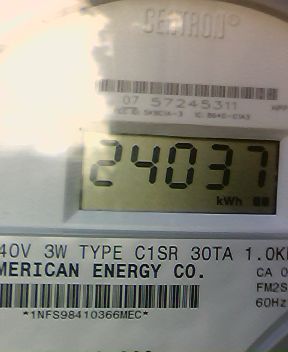 CENTRON®
07 57245311
24037
kWh
40V 3W TYPE C1SR 30TA 1.0K
MERICAN ENERGY CO.
CA 0
FM2S
60Hz
*1NFS98410366MEC*